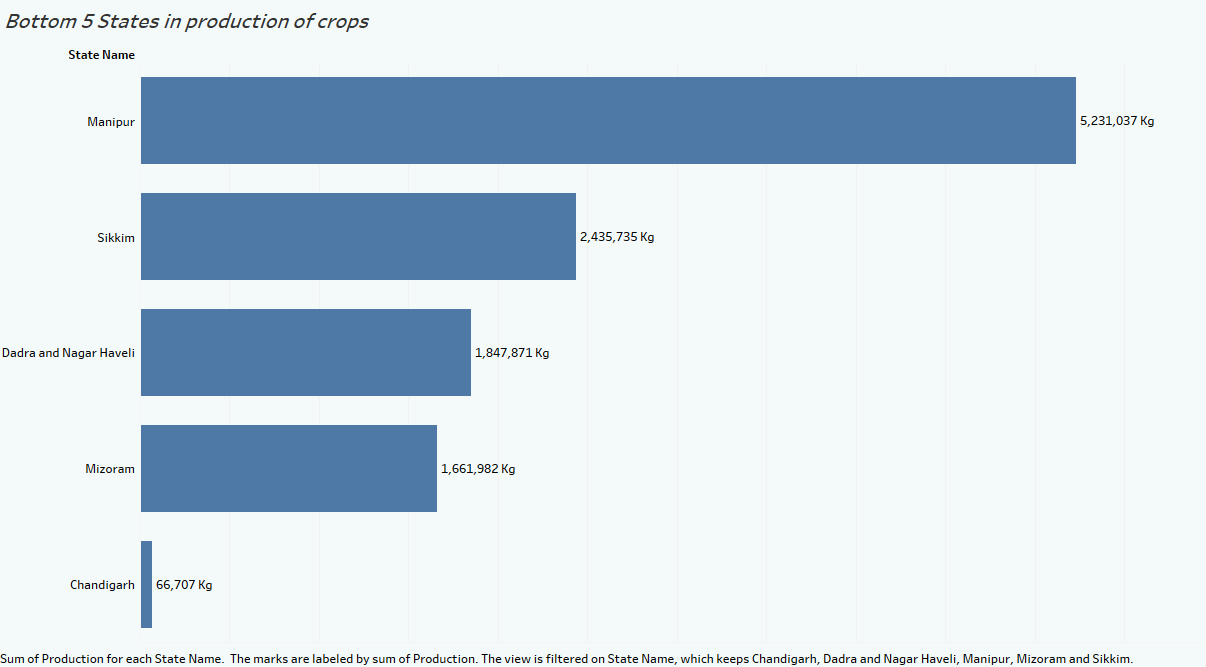 Bottom 5 States in production of crops
State Name
Manipur
5,231,037 Kg
Sikkim
2,435,735 Kg
Dadra and Nagar Haveli
1,847,871 Kg
Mizoram
1,661,982 Kg
Chandigarh
66,707 Kg
Sum of Production for each State Name.  The marks are labeled by sum of Production. The view is filtered on State Name, which keeps Chandigarh, Dadra and Nagar Haveli, Manipur, Mizoram and Sikkim.